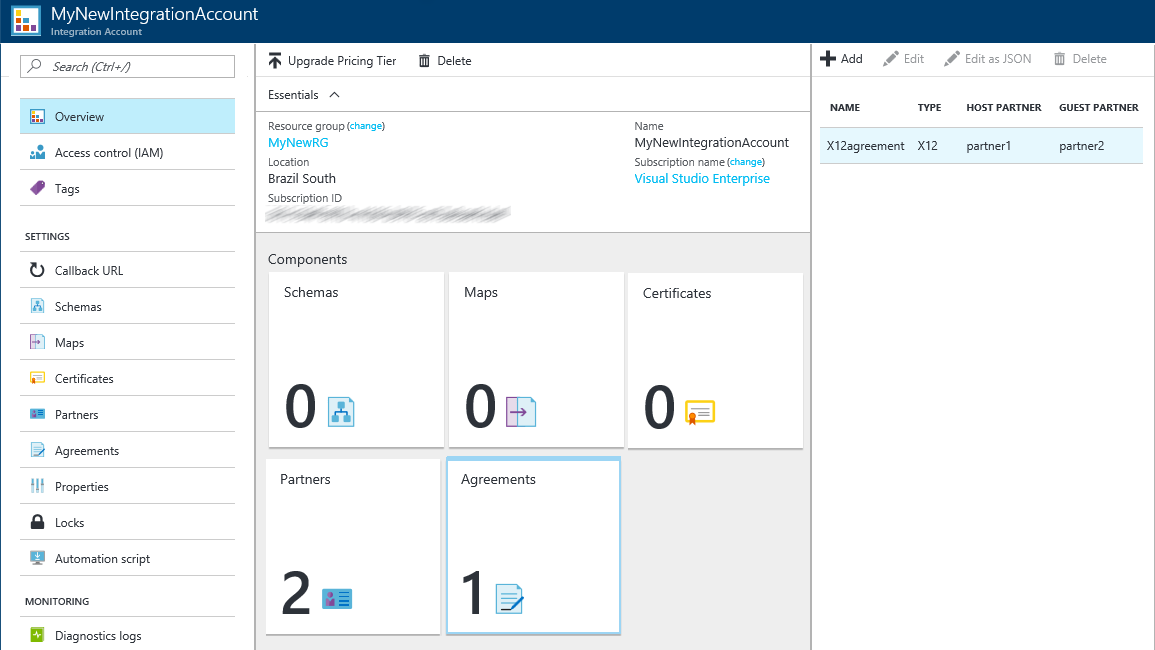 MyNewIntegrationAccount
Integration Account
Search (Ctrl+/)
Overview
Access control (IAM)
Tags
SETTINGS
Callback URL
Schemas
Maps
Certificates
Partners
Agreements
Properties
Locks
Automation script
MONITORING
Diagnostics logs
Upgrade Pricing Tier Delete
Essentials
Resource group (change)
MyNewRG
Location
Brazil South
Subscription ID
Name
MyNewIntegrationAccount
Subscription name (change)
Visual Studio Enterprise
Components
Schemas
0
Maps
0
Certificates
0
Partners
2
Agreements
1
Add Edit Edit as JSON Delete
NAME TYPE HOST PARTNER GUEST PARTNER
X12agreement X12 partner1 partner2